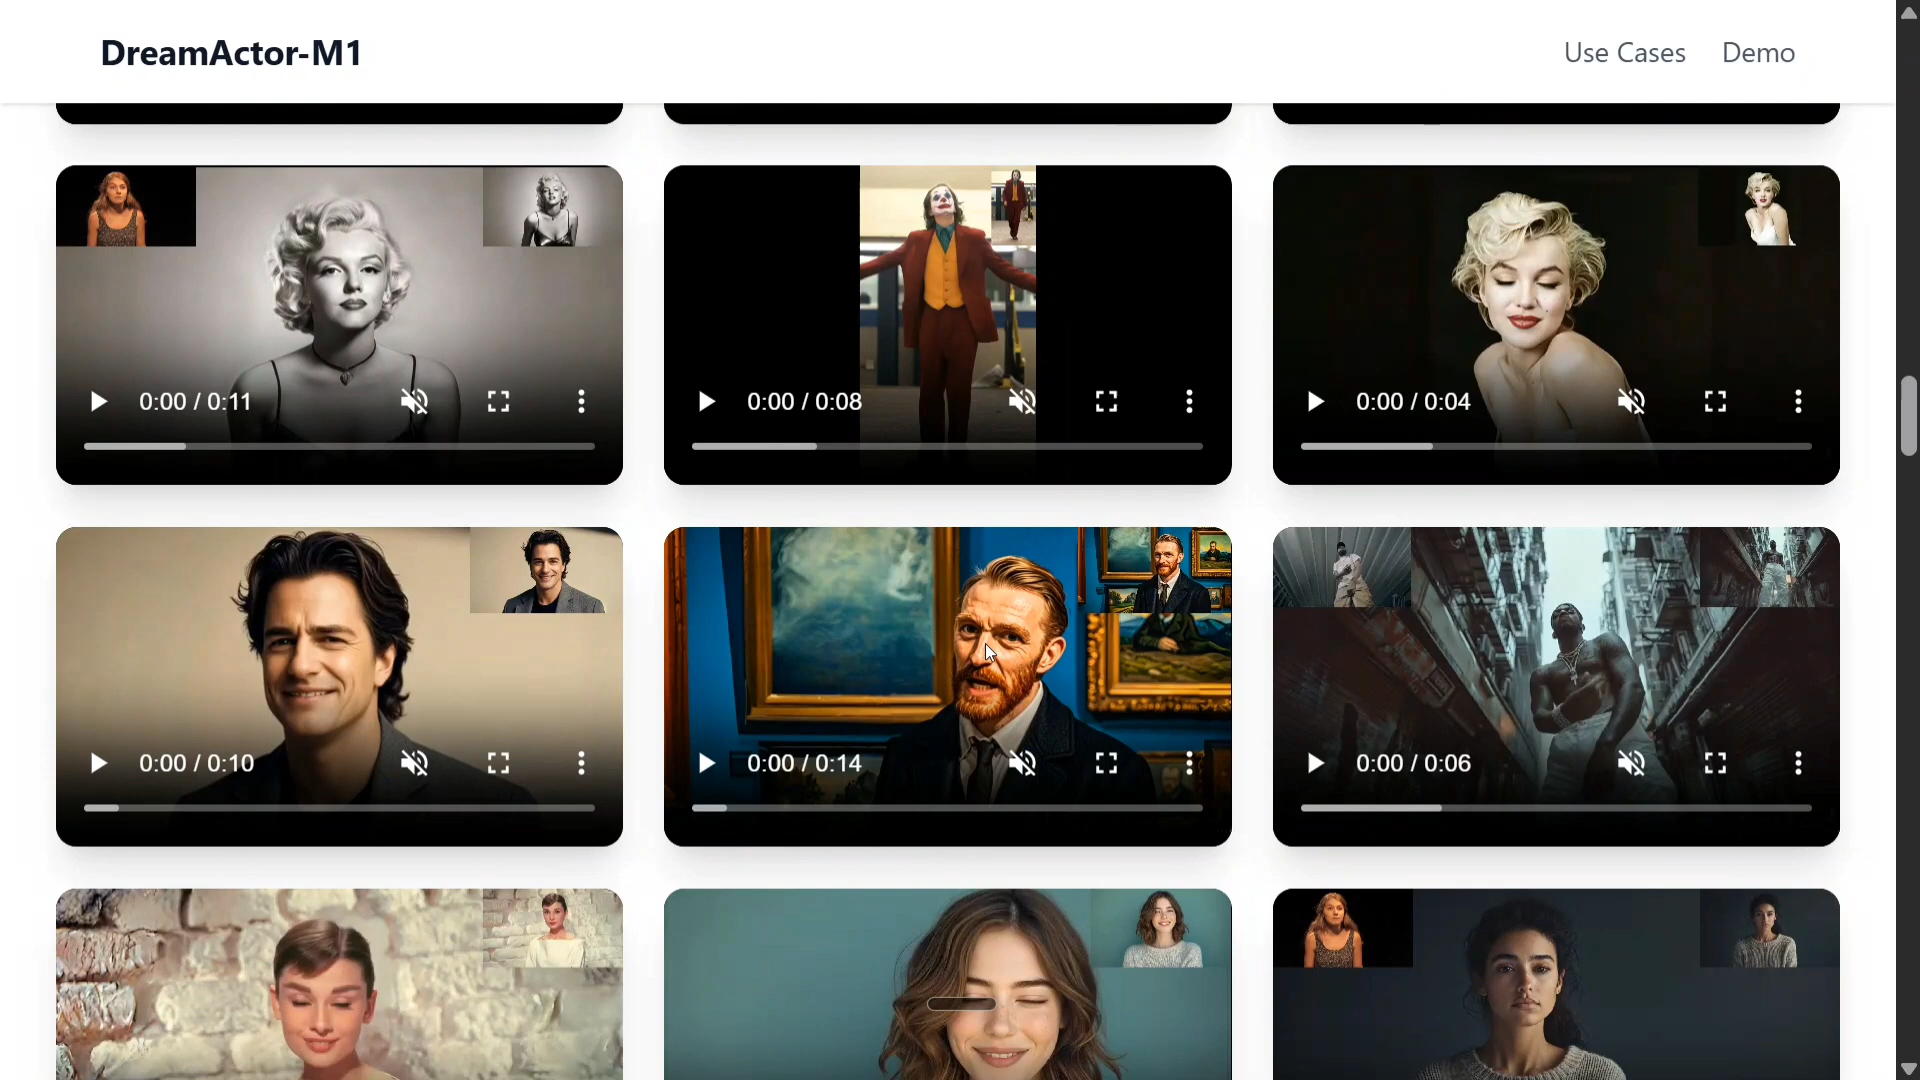 DreamActor-M1
Use Cases
Demo
0:00 / 0:11
0:00 / 0:08
0:00 / 0:04
0:00 / 0:10
0:00 / 0:14
0:00 / 0:06